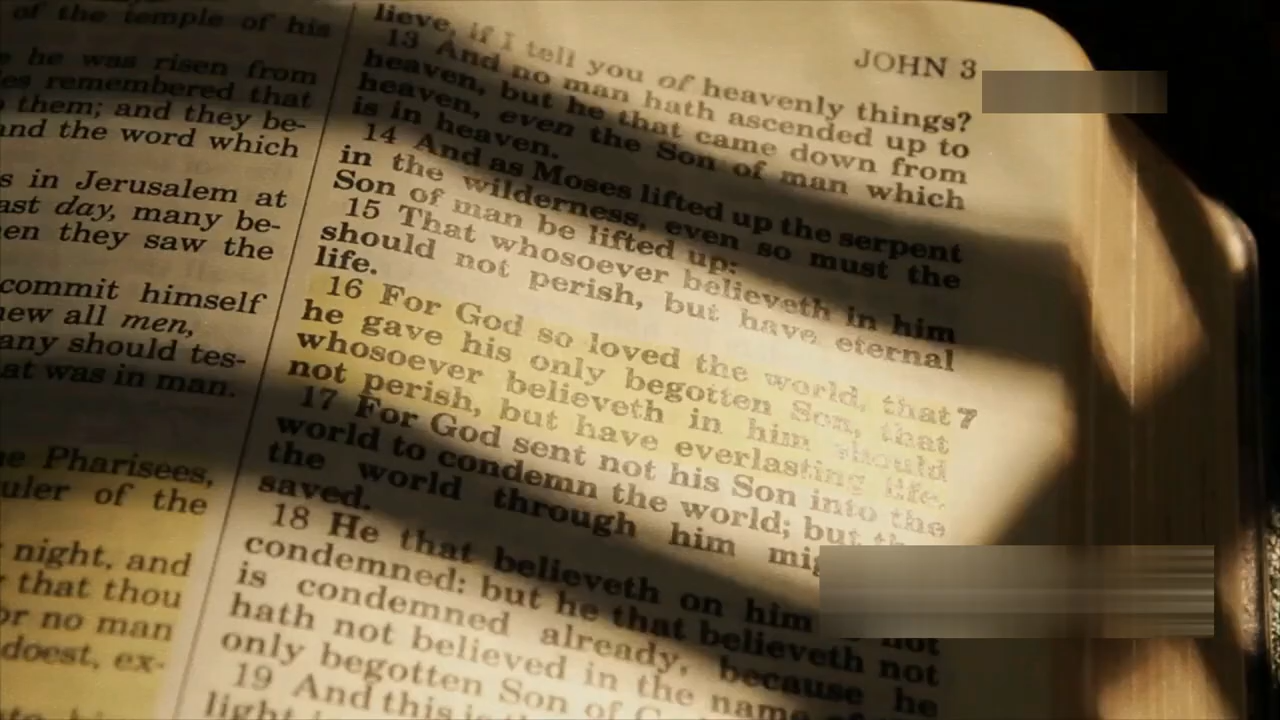 of the temple of his
he was risen from
es remembered that
them; and they be-
and the word which
s in Jerusalem at
ast day, many be-
en they saw the
commit himself
new all men,
any should tes-
at was in man.
he Pharisees,
uler of the
night, and
that thou
or no man
doest, ex-
JOHN 3
lieve, if I tell you of heavenly things?
13 And no man hath ascended up to
heaven, but he that came down from
heaven, even the Son of man which
is in heaven.
14 And as Moses lifted up the serpent
in the wilderness, even so must the
Son of man be lifted up:
15 That whosoever believeth in him
should not perish, but have eternal
life.
16 For God so loved the world, that
he gave his only begotten Son, that
whosoever believeth in him should
not perish, but have everlasting life.
17 For God sent not his Son into the
world to condemn the world; but
the world through him mig
saved.
18 He that believeth on him not
condemned: but he that believeth not
is condemned already, because he
hath not believed in the name of
only begotten Son of
19 And this is
light
7